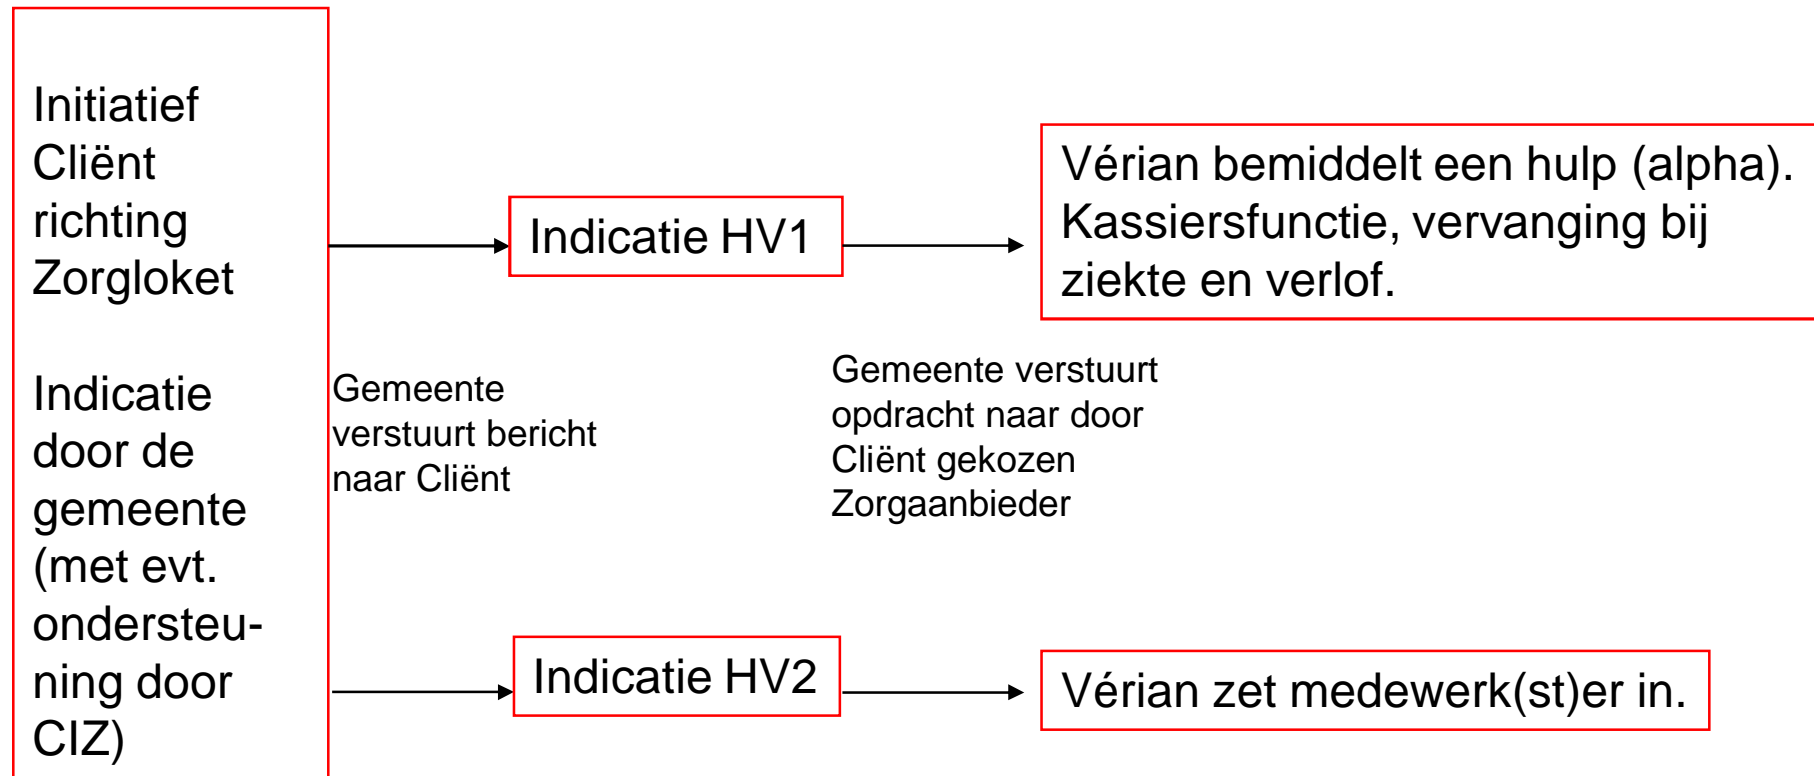 Initiatief
Cliënt
richting
Zorgloket
Indicatie
door de
gemeente
(met evt.
ondersteu-
ning door
CIZ)
Gemeente
verstuurt bericht
naar Cliënt
Indicatie HV1
Indicatie HV2
Gemeente verstuurt
opdracht naar door
Cliënt gekozen
Zorgaanbieder
Vérian bemiddelt een hulp (alpha).
Kassiersfunctie, vervanging bij
ziekte en verlof.
Vérian zet medewerk(st)er in.